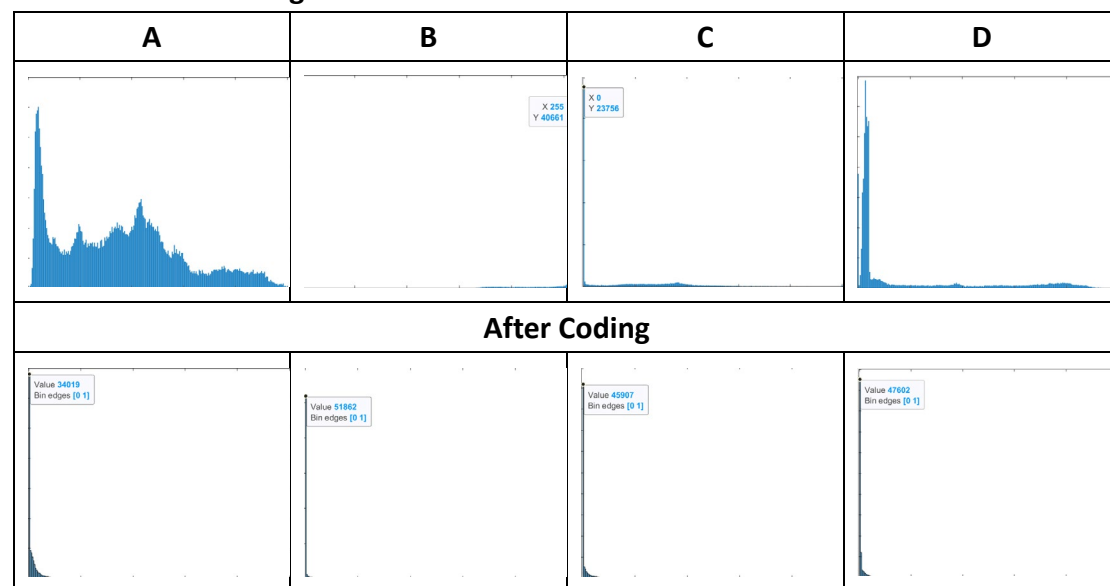 A B C D
X 255
Y 40661
X 0
Y 23756
After Coding
Value 34019
Bin edges [0 1]
Value 51862
Bin edges [0 1]
Value 45907
Bin edges [0 1]
Value 47602
Bin edges [0 1]